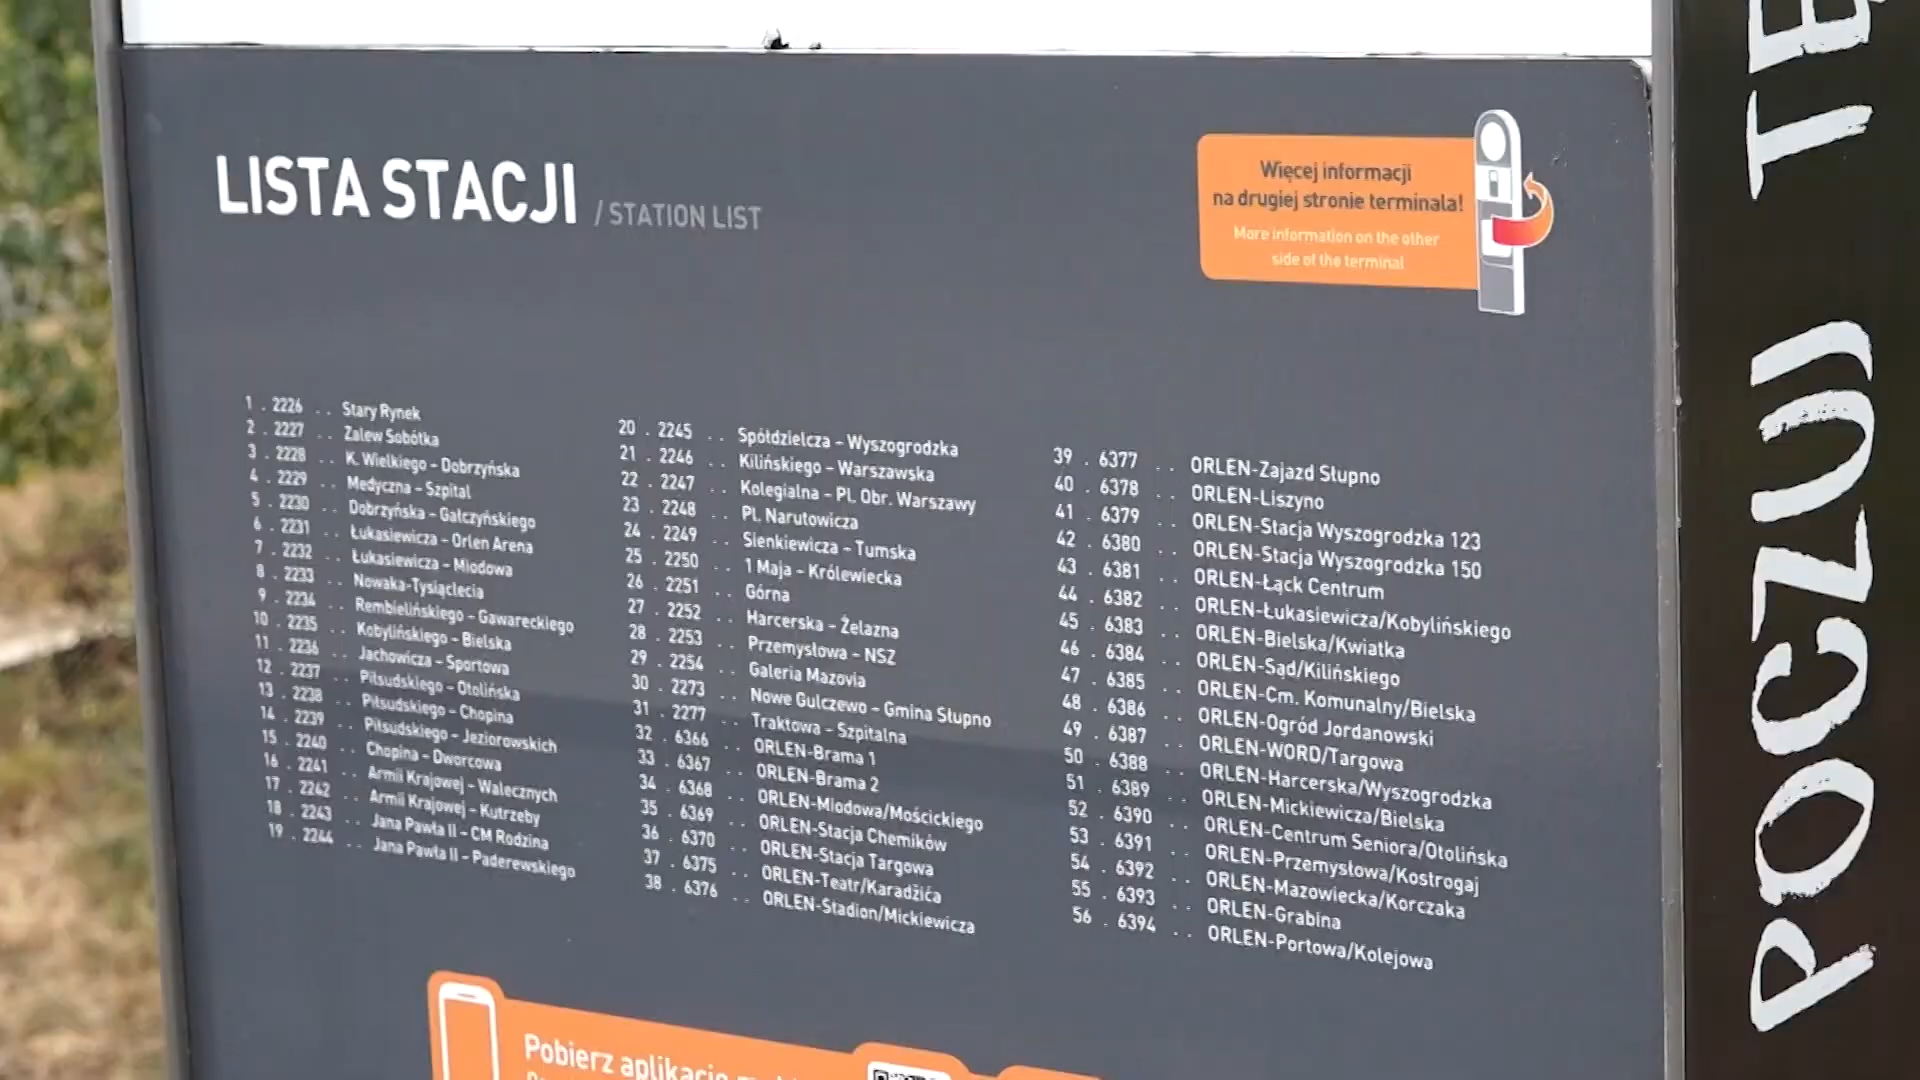 LISTA STACJI / STATION LIST
Więcej informacji
na drugiej stronie terminala!
More information on the other
side of the terminal
1 . 2226 .. Stary Rynek
2 . 2227 .. Zalew Sobótka
3 . 2228 .. K. Wielkiego - Dobrzyńska
4 . 2229 .. Medyczna - Szpital
5 . 2230 .. Dobrzyńska - Gałczyńskiego
6 . 2231 .. Łukasiewicza - Orlen Arena
7 . 2232 .. Łukasiewicza - Miodowa
8 . 2233 .. Nowaka-Tysiąclecia
9 . 2234 .. Rembielińskiego - Gawareckiego
10 . 2235 .. Kobylińskiego - Bielska
11 . 2236 .. Jachowicza - Sportowa
12 . 2237 .. Piłsudskiego - Otolińska
13 . 2238 .. Piłsudskiego - Chopina
14 . 2239 .. Piłsudskiego - Jeziorowskich
15 . 2240 .. Chopina - Dworcowa
16 . 2241 .. Armii Krajowej - Walecznych
17 . 2242 .. Armii Krajowej - Kutrzeby
18 . 2243 .. Jana Pawła II - CM Rodzina
19 . 2244 .. Jana Pawła II - Paderewskiego
20 . 2245 .. Spółdzielcza - Wyszogrodzka
21 . 2246 .. Kilińskiego - Warszawska
22 . 2247 .. Kolegialna - Pl. Obr. Warszawy
23 . 2248 .. Pl. Narutowicza
24 . 2249 .. Sienkiewicza - Tumska
25 . 2250 .. 1 Maja - Królewiecka
26 . 2251 .. Górna
27 . 2252 .. Harcerska - Żelazna
28 . 2253 .. Przemysłowa - NSZ
29 . 2254 .. Galeria Mazovia
30 . 2273 .. Nowe Gulczewo - Gmina Słupno
31 . 2277 .. Traktowa - Szpitalna
32 . 6366 .. ORLEN-Brama 1
33 . 6367 .. ORLEN-Brama 2
34 . 6368 .. ORLEN-Miodowa/Mościckiego
35 . 6369 .. ORLEN-Stacja Chemików
36 . 6370 .. ORLEN-Stacja Targowa
37 . 6375 .. ORLEN-Teatr/Karadžića
38 . 6376 .. ORLEN-Stadion/Mickiewicza
39 . 6377 .. ORLEN-Zajazd Słupno
40 . 6378 .. ORLEN-Liszyno
41 . 6379 .. ORLEN-Stacja Wyszogrodzka 123
42 . 6380 .. ORLEN-Stacja Wyszogrodzka 150
43 . 6381 .. ORLEN-Łąck Centrum
44 . 6382 .. ORLEN-Łukasiewicza/Kobylińskiego
45 . 6383 .. ORLEN-Bielska/Kwiatka
46 . 6384 .. ORLEN-Sąd/Kilińskiego
47 . 6385 .. ORLEN-Cm. Komunalny/Bielska
48 . 6386 .. ORLEN-Ogród Jordanowski
49 . 6387 .. ORLEN-WORD/Targowa
50 . 6388 .. ORLEN-Harcerska/Wyszogrodzka
51 . 6389 .. ORLEN-Mickiewicza/Bielska
52 . 6390 .. ORLEN-Centrum Seniora/Otolińska
53 . 6391 .. ORLEN-Przemysłowa/Kostrogaj
54 . 6392 .. ORLEN-Mazowiecka/Korczaka
55 . 6393 .. ORLEN-Grabina
56 . 6394 .. ORLEN-Portowa/Kolejowa
Pobierz aplikację
POCZUJ TĘ